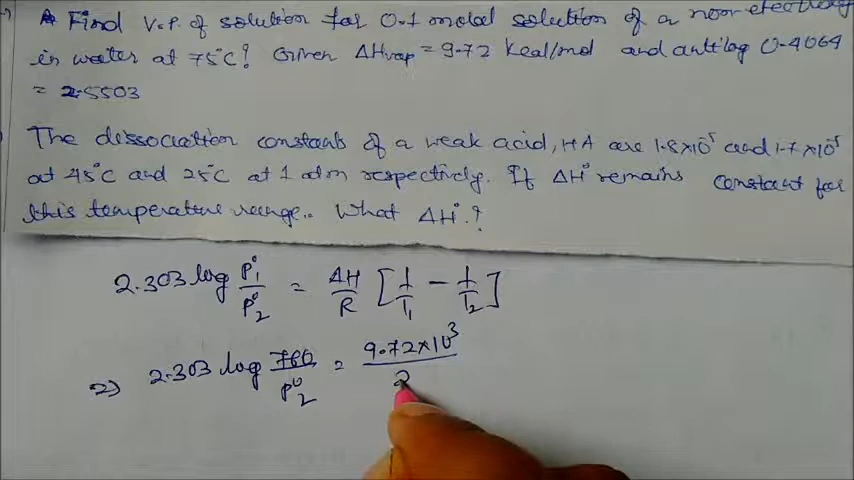 Find V.P. of solution for 0.1 molal solution of a
in water at 75°C? Given ΔHvap = 9.72 Kcal/mol and antilog 0.4064
= 2.5503
The dissociation constants of a weak acid, HA are 1.8×10⁻⁵ and 1.7×10⁻⁵
at 45°C and 25°C at 1 atm respectively. If ΔH° remains constant for
this temperature range.. What ΔH°.?
2.303 log P°₁/P°₂ = ΔH/R [1/T₁ − 1/T₂]
⇒ 2.303 log 760/P°₂ = 9.72×10³/2